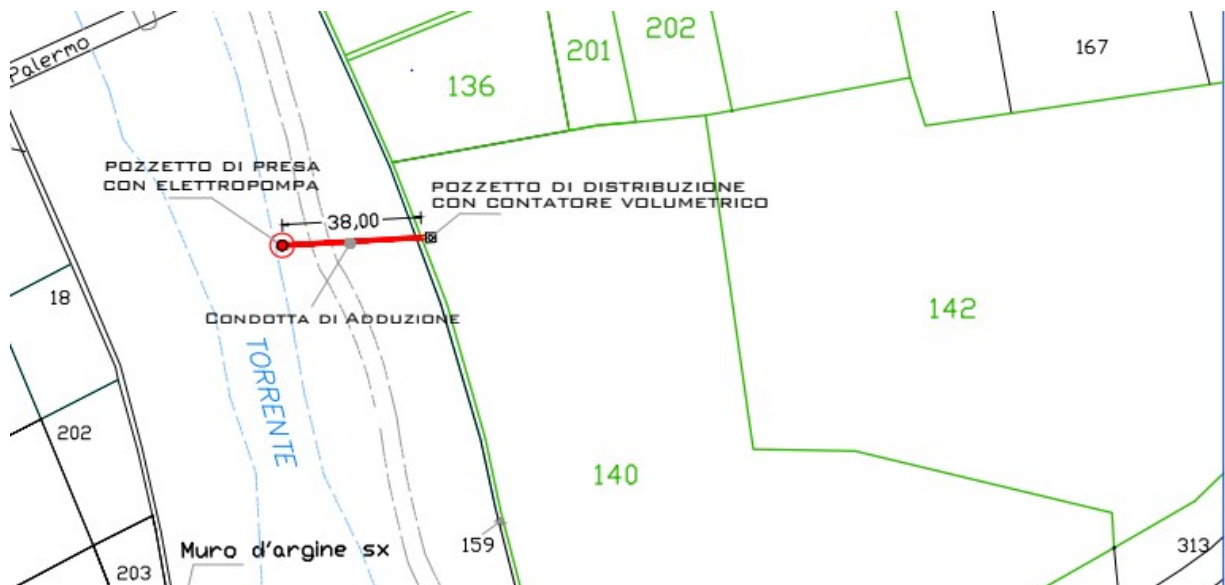 Palermo
136
201
202
167
POZZETTO DI PRESA
CON ELETTROPOMPA
POZZETTO DI DISTRIBUZIONE
CON CONTATORE VOLUMETRICO
38,00
18
CONDOTTA DI ADDUZIONE
142
TORRENTE
202
140
Muro d'argine sx
159
203
313